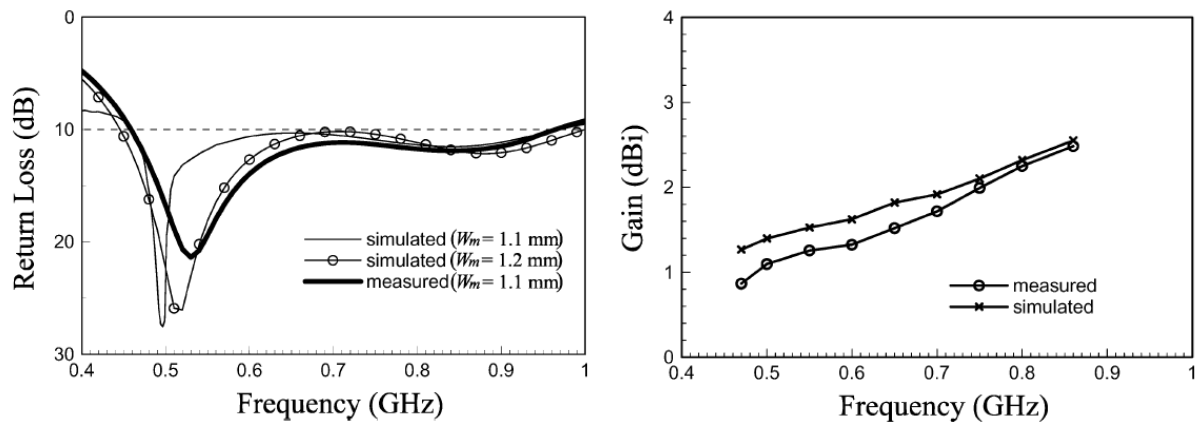 0
10
20
30
Return Loss (dB)
simulated (Wm = 1.1 mm)
simulated (Wm = 1.2 mm)
measured (Wm = 1.1 mm)
0.4 0.5 0.6 0.7 0.8 0.9 1
Frequency (GHz)
4
3
2
1
0
Gain (dBi)
measured
simulated
0.4 0.5 0.6 0.7 0.8 0.9 1
Frequency (GHz)